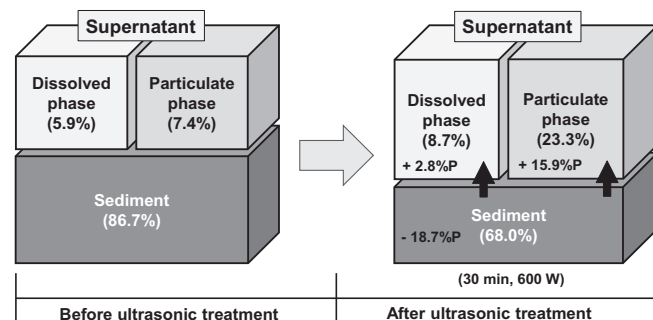 Supernatant
Dissolved
phase
(5.9%)
Particulate
phase
(7.4%)
Sediment
(86.7%)
Supernatant
Dissolved
phase
(8.7%)
+ 2.8%P
Particulate
phase
(23.3%)
+ 15.9%P
Sediment
(68.0%)
- 18.7%P
(30 min, 600 W)
Before ultrasonic treatment
After ultrasonic treatment